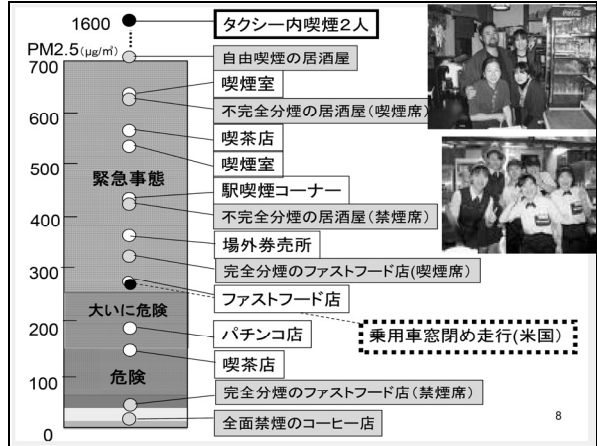 1600
タクシー内喫煙2人
PM2.5(μg/㎥)
700
自由喫煙の居酒屋
喫煙室
不完全分煙の居酒屋(喫煙席)
600
喫茶店
喫煙室
500
緊急事態
駅喫煙コーナー
不完全分煙の居酒屋(禁煙席)
400
場外券売所
完全分煙のファストフード店(喫煙席)
300
ファストフード店
大いに危険
200
パチンコ店
乗用車窓閉め走行(米国)
喫茶店
危険
100
完全分煙のファストフード店(禁煙席)
全面禁煙のコーヒー店
0
8